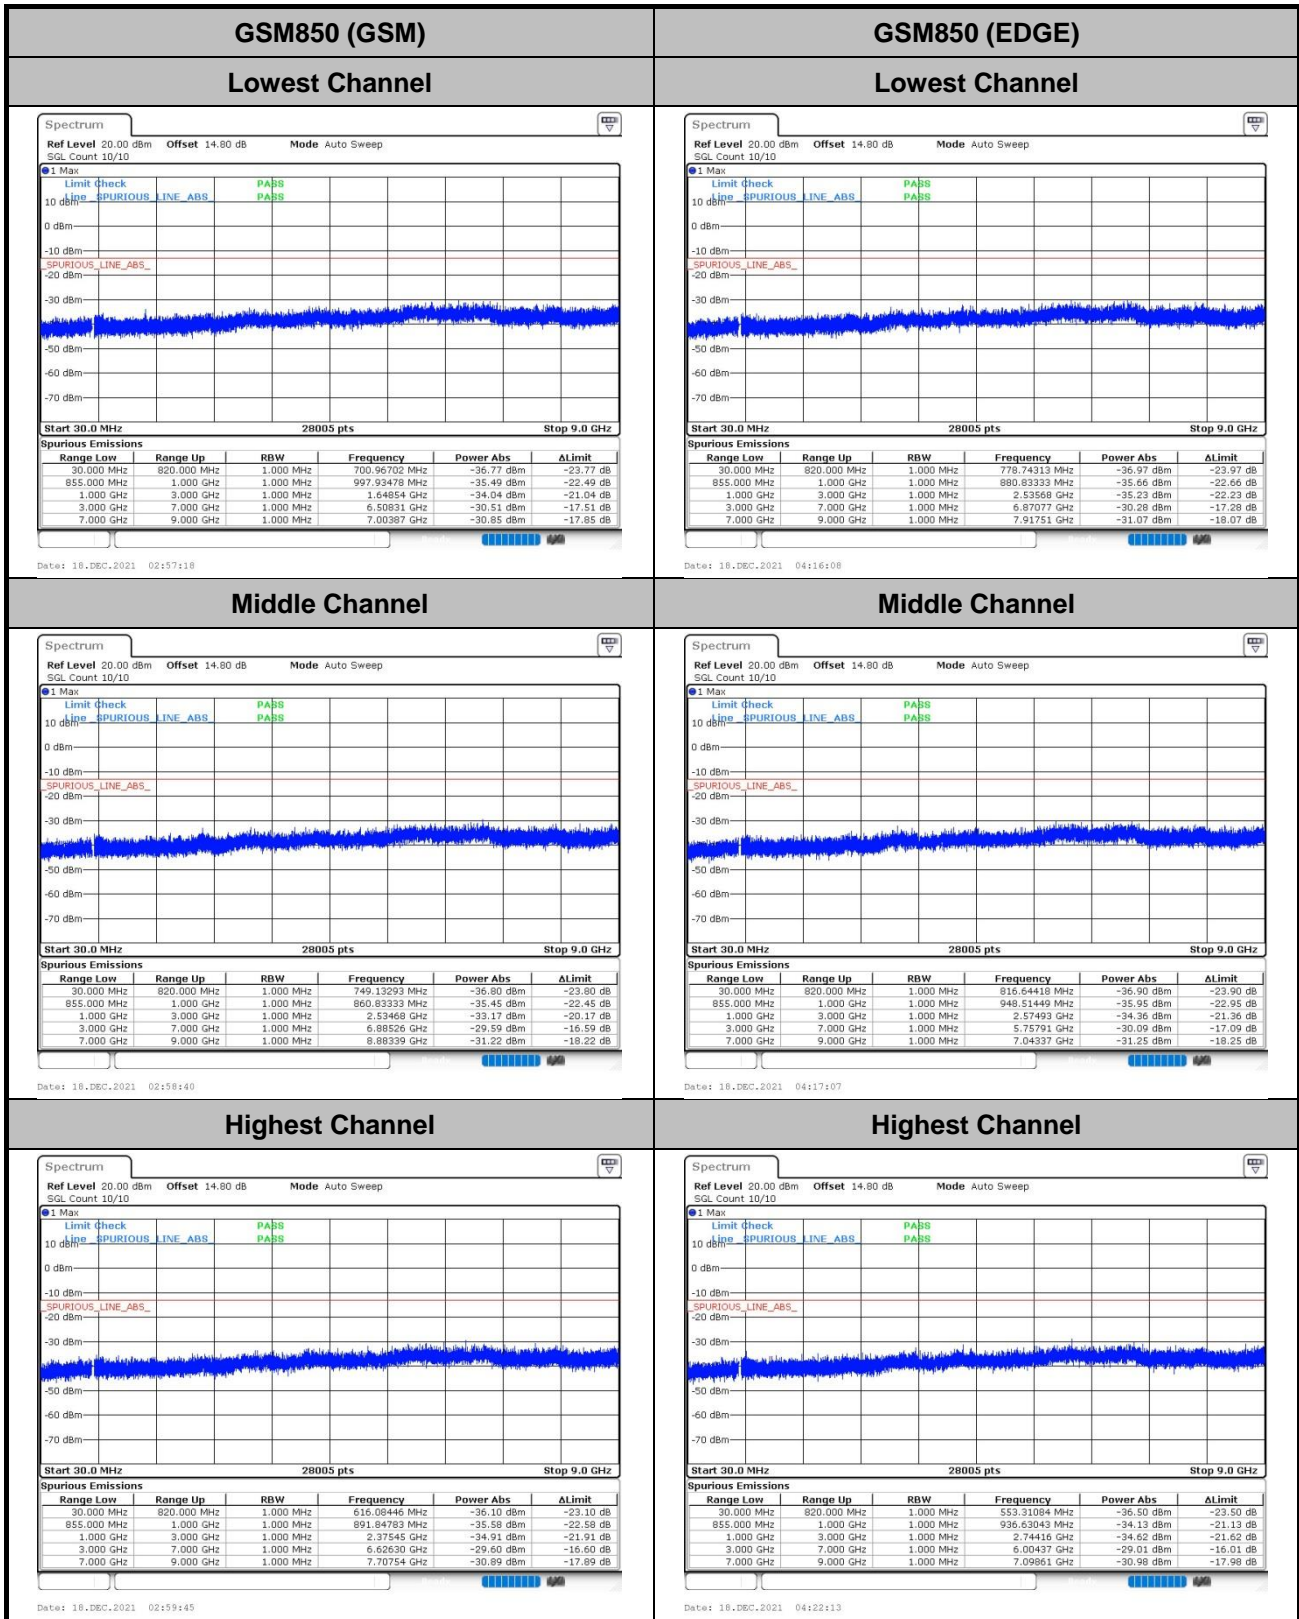 GSM850 (GSM)
GSM850 (EDGE)
Lowest Channel
Lowest Channel
Spectrum
Ref Level 20.00 dBm Offset 14.80 dB Mode Auto Sweep
SGL Count 10/10
1 Max
Limit Check PASS
10 dBm Line _SPURIOUS_LINE_ABS_ PASS
0 dBm
-10 dBm
_SPURIOUS_LINE_ABS_
-20 dBm
-30 dBm
-50 dBm
-60 dBm
-70 dBm
Start 30.0 MHz 28005 pts Stop 9.0 GHz
Spurious Emissions
Range Low Range Up RBW Frequency Power Abs ΔLimit
30.000 MHz 820.000 MHz 1.000 MHz 700.96702 MHz -36.77 dBm -23.77 dB
855.000 MHz 1.000 GHz 1.000 MHz 997.93478 MHz -35.49 dBm -22.49 dB
1.000 GHz 3.000 GHz 1.000 MHz 1.64854 GHz -34.04 dBm -21.04 dB
3.000 GHz 7.000 GHz 1.000 MHz 6.50831 GHz -30.51 dBm -17.51 dB
7.000 GHz 9.000 GHz 1.000 MHz 7.00387 GHz -30.85 dBm -17.85 dB
Date: 18.DEC.2021 02:57:18
Spectrum
Ref Level 20.00 dBm Offset 14.80 dB Mode Auto Sweep
SGL Count 10/10
1 Max
Limit Check PASS
10 dBm Line _SPURIOUS_LINE_ABS_ PASS
0 dBm
-10 dBm
_SPURIOUS_LINE_ABS_
-20 dBm
-30 dBm
-50 dBm
-60 dBm
-70 dBm
Start 30.0 MHz 28005 pts Stop 9.0 GHz
Spurious Emissions
Range Low Range Up RBW Frequency Power Abs ΔLimit
30.000 MHz 820.000 MHz 1.000 MHz 778.74313 MHz -36.97 dBm -23.97 dB
855.000 MHz 1.000 GHz 1.000 MHz 880.83333 MHz -35.66 dBm -22.66 dB
1.000 GHz 3.000 GHz 1.000 MHz 2.53568 GHz -35.23 dBm -22.23 dB
3.000 GHz 7.000 GHz 1.000 MHz 6.87077 GHz -30.28 dBm -17.28 dB
7.000 GHz 9.000 GHz 1.000 MHz 7.91751 GHz -31.07 dBm -18.07 dB
Date: 18.DEC.2021 04:16:08
Middle Channel
Middle Channel
Spectrum
Ref Level 20.00 dBm Offset 14.80 dB Mode Auto Sweep
SGL Count 10/10
1 Max
Limit Check PASS
10 dBm Line _SPURIOUS_LINE_ABS_ PASS
0 dBm
-10 dBm
_SPURIOUS_LINE_ABS_
-20 dBm
-30 dBm
-50 dBm
-60 dBm
-70 dBm
Start 30.0 MHz 28005 pts Stop 9.0 GHz
Spurious Emissions
Range Low Range Up RBW Frequency Power Abs ΔLimit
30.000 MHz 820.000 MHz 1.000 MHz 749.13293 MHz -36.80 dBm -23.80 dB
855.000 MHz 1.000 GHz 1.000 MHz 860.83333 MHz -35.45 dBm -22.45 dB
1.000 GHz 3.000 GHz 1.000 MHz 2.53468 GHz -33.17 dBm -20.17 dB
3.000 GHz 7.000 GHz 1.000 MHz 6.88526 GHz -29.59 dBm -16.59 dB
7.000 GHz 9.000 GHz 1.000 MHz 8.88339 GHz -31.22 dBm -18.22 dB
Date: 18.DEC.2021 02:58:40
Spectrum
Ref Level 20.00 dBm Offset 14.80 dB Mode Auto Sweep
SGL Count 10/10
1 Max
Limit Check PASS
10 dBm Line _SPURIOUS_LINE_ABS_ PASS
0 dBm
-10 dBm
_SPURIOUS_LINE_ABS_
-20 dBm
-30 dBm
-50 dBm
-60 dBm
-70 dBm
Start 30.0 MHz 28005 pts Stop 9.0 GHz
Spurious Emissions
Range Low Range Up RBW Frequency Power Abs ΔLimit
30.000 MHz 820.000 MHz 1.000 MHz 816.64418 MHz -36.90 dBm -23.90 dB
855.000 MHz 1.000 GHz 1.000 MHz 948.51449 MHz -35.95 dBm -22.95 dB
1.000 GHz 3.000 GHz 1.000 MHz 2.57493 GHz -34.36 dBm -21.36 dB
3.000 GHz 7.000 GHz 1.000 MHz 5.75791 GHz -30.09 dBm -17.09 dB
7.000 GHz 9.000 GHz 1.000 MHz 7.04337 GHz -31.25 dBm -18.25 dB
Date: 18.DEC.2021 04:17:07
Highest Channel
Highest Channel
Spectrum
Ref Level 20.00 dBm Offset 14.80 dB Mode Auto Sweep
SGL Count 10/10
1 Max
Limit Check PASS
10 dBm Line _SPURIOUS_LINE_ABS_ PASS
0 dBm
-10 dBm
_SPURIOUS_LINE_ABS_
-20 dBm
-30 dBm
-50 dBm
-60 dBm
-70 dBm
Start 30.0 MHz 28005 pts Stop 9.0 GHz
Spurious Emissions
Range Low Range Up RBW Frequency Power Abs ΔLimit
30.000 MHz 820.000 MHz 1.000 MHz 616.08446 MHz -36.10 dBm -23.10 dB
855.000 MHz 1.000 GHz 1.000 MHz 891.84783 MHz -35.58 dBm -22.58 dB
1.000 GHz 3.000 GHz 1.000 MHz 2.37545 GHz -34.91 dBm -21.91 dB
3.000 GHz 7.000 GHz 1.000 MHz 6.62630 GHz -29.60 dBm -16.60 dB
7.000 GHz 9.000 GHz 1.000 MHz 7.70754 GHz -30.89 dBm -17.89 dB
Date: 18.DEC.2021 02:59:45
Spectrum
Ref Level 20.00 dBm Offset 14.80 dB Mode Auto Sweep
SGL Count 10/10
1 Max
Limit Check PASS
10 dBm Line _SPURIOUS_LINE_ABS_ PASS
0 dBm
-10 dBm
_SPURIOUS_LINE_ABS_
-20 dBm
-30 dBm
-50 dBm
-60 dBm
-70 dBm
Start 30.0 MHz 28005 pts Stop 9.0 GHz
Spurious Emissions
Range Low Range Up RBW Frequency Power Abs ΔLimit
30.000 MHz 820.000 MHz 1.000 MHz 553.31084 MHz -36.50 dBm -23.50 dB
855.000 MHz 1.000 GHz 1.000 MHz 936.63043 MHz -34.13 dBm -21.13 dB
1.000 GHz 3.000 GHz 1.000 MHz 2.74416 GHz -34.62 dBm -21.62 dB
3.000 GHz 7.000 GHz 1.000 MHz 6.00437 GHz -29.01 dBm -16.01 dB
7.000 GHz 9.000 GHz 1.000 MHz 7.09861 GHz -30.98 dBm -17.98 dB
Date: 18.DEC.2021 04:22:13